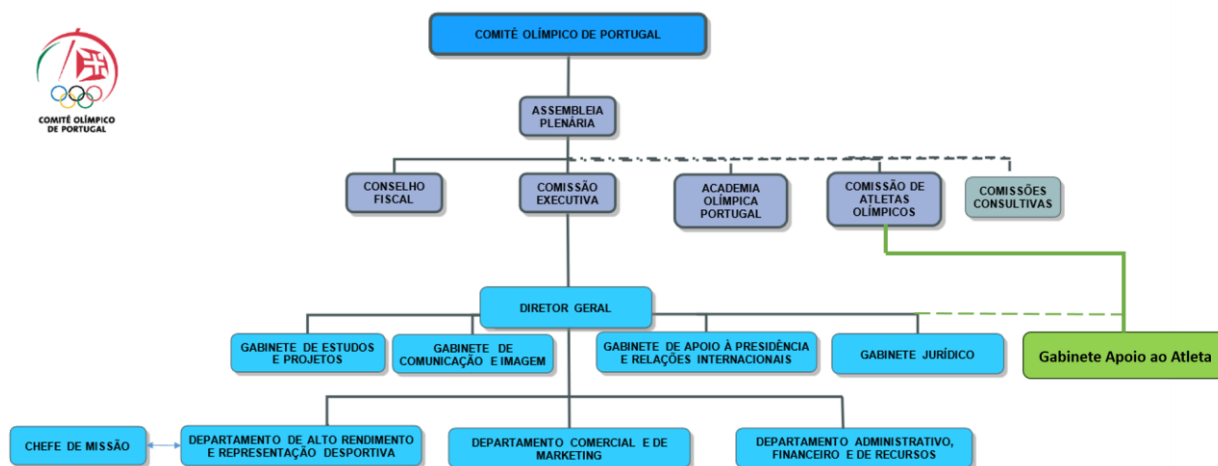 COMITÉ OLÍMPICO DE PORTUGAL
COMITÉ OLÍMPICO
DE PORTUGAL
ASSEMBLEIA
PLENÁRIA
CONSELHO
FISCAL
COMISSÃO
EXECUTIVA
ACADEMIA
OLÍMPICA
PORTUGAL
COMISSÃO DE
ATLETAS
OLÍMPICOS
COMISSÕES
CONSULTIVAS
DIRETOR GERAL
GABINETE DE ESTUDOS
E PROJETOS
GABINETE DE
COMUNICAÇÃO E IMAGEM
GABINETE DE APOIO À PRESIDÊNCIA
E RELAÇÕES INTERNACIONAIS
GABINETE JURÍDICO
Gabinete Apoio ao Atleta
CHEFE DE MISSÃO
DEPARTAMENTO DE ALTO RENDIMENTO
E REPRESENTAÇÃO DESPORTIVA
DEPARTAMENTO COMERCIAL E DE
MARKETING
DEPARTAMENTO ADMINISTRATIVO,
FINANCEIRO E DE RECURSOS